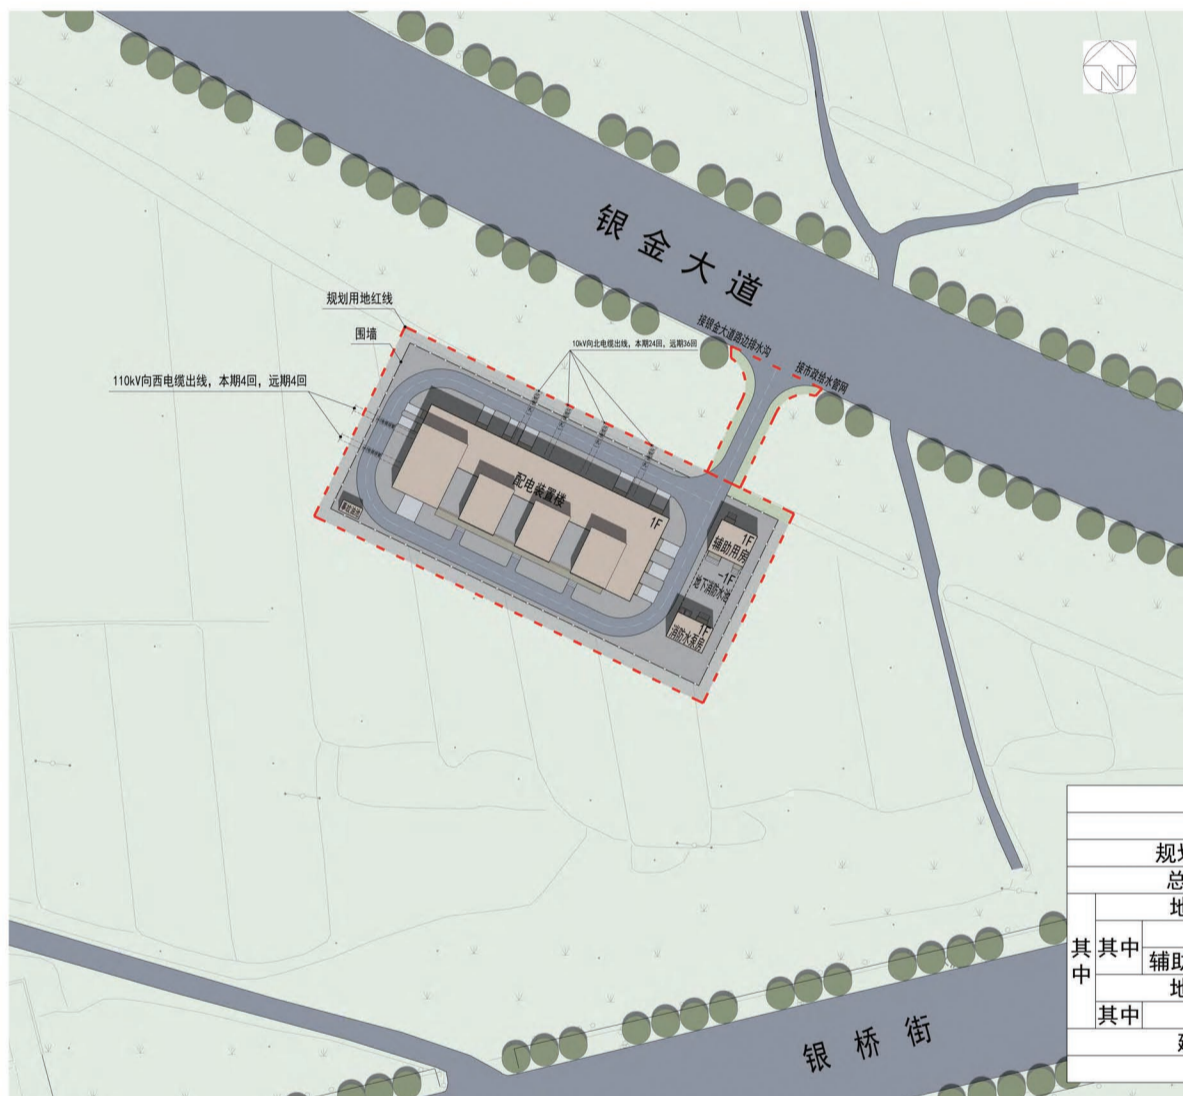 N
银金大道
规划用地红线
接银金大道路边排水沟
围墙
10kV向北电缆出线，本期24回，远期36回
接市政给水管网
110kV向西电缆出线，本期4回，远期4回
配电装置楼
1F
1F
辅助用房
-1F
地下消防水池
1F
消防水泵房
规
总
地
其中
其中
辅助
地
其中
银桥街